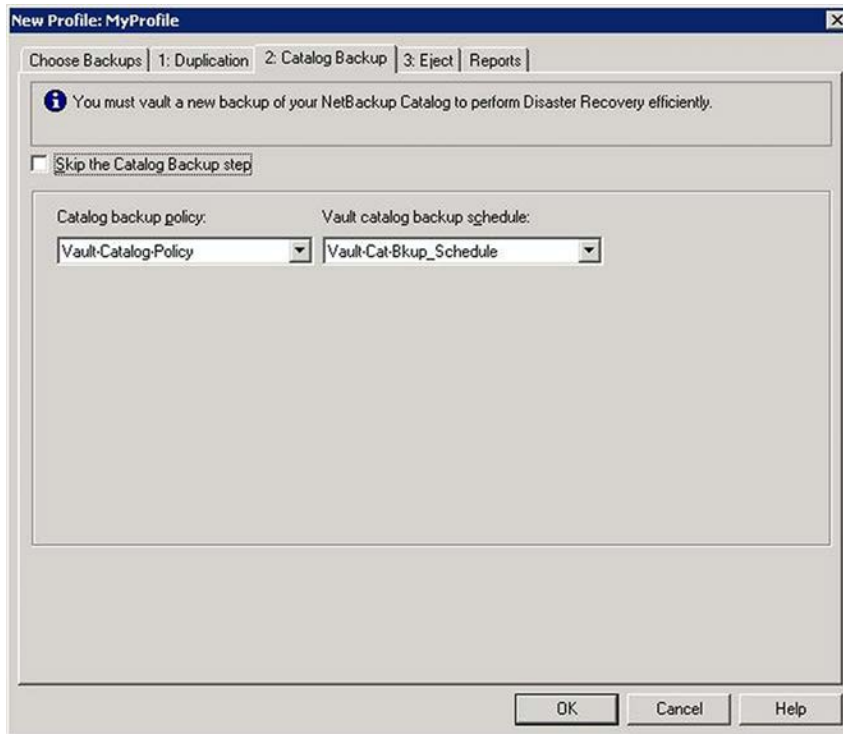 New Profile: MyProfile
Choose Backups 1: Duplication 2: Catalog Backup 3: Eject Reports
You must vault a new backup of your NetBackup Catalog to perform Disaster Recovery efficiently.
Skip the Catalog Backup step
Catalog backup policy: Vault catalog backup schedule:
Vault-Catalog-Policy Vault-Cat-Bkup_Schedule
OK Cancel Help